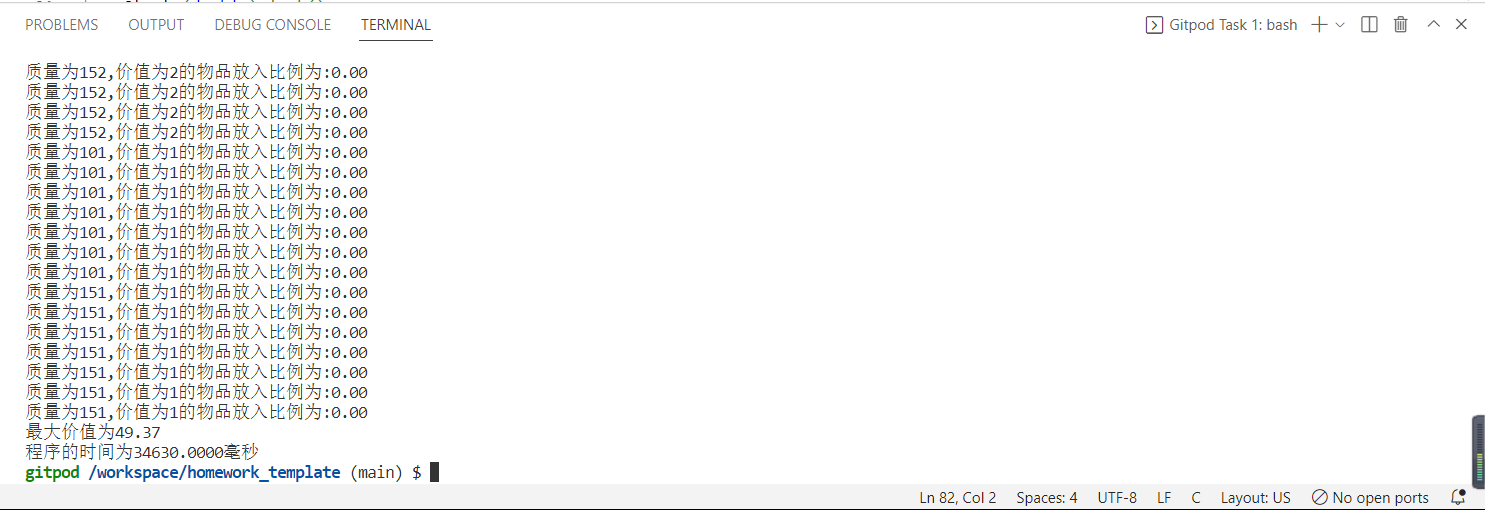 PROBLEMS OUTPUT DEBUG CONSOLE TERMINAL Gitpod Task 1: bash
质量为152,价值为2的物品放入比例为:0.00
质量为152,价值为2的物品放入比例为:0.00
质量为152,价值为2的物品放入比例为:0.00
质量为152,价值为2的物品放入比例为:0.00
质量为101,价值为1的物品放入比例为:0.00
质量为101,价值为1的物品放入比例为:0.00
质量为101,价值为1的物品放入比例为:0.00
质量为101,价值为1的物品放入比例为:0.00
质量为101,价值为1的物品放入比例为:0.00
质量为101,价值为1的物品放入比例为:0.00
质量为101,价值为1的物品放入比例为:0.00
质量为151,价值为1的物品放入比例为:0.00
质量为151,价值为1的物品放入比例为:0.00
质量为151,价值为1的物品放入比例为:0.00
质量为151,价值为1的物品放入比例为:0.00
质量为151,价值为1的物品放入比例为:0.00
质量为151,价值为1的物品放入比例为:0.00
质量为151,价值为1的物品放入比例为:0.00
最大价值为49.37
程序的时间为34630.0000毫秒
gitpod /workspace/homework_template (main) $
Ln 82, Col 2 Spaces: 4 UTF-8 LF C Layout: US No open ports